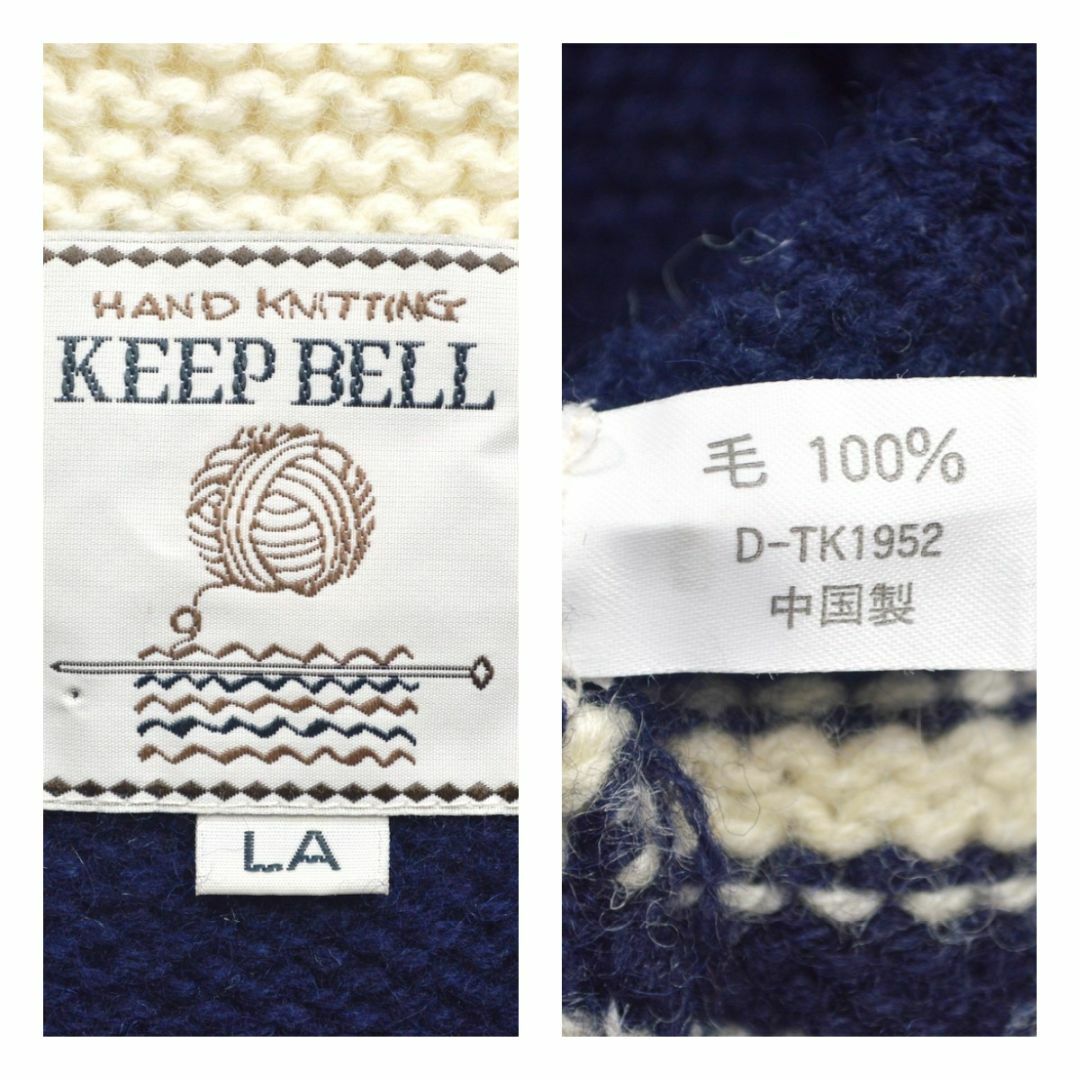 HAND KNITTING
KEEP BELL
LA
毛 100%
D-TK1952
中国製